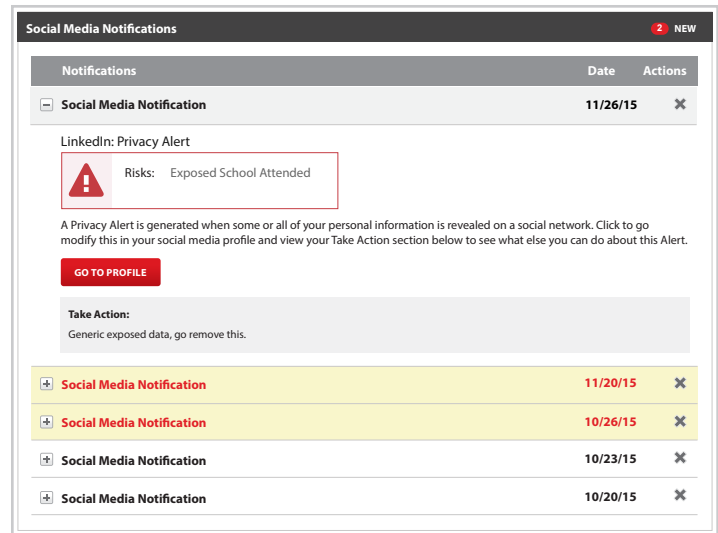 Social Media Notifications 2 NEW
Notifications Date Actions
Social Media Notification 11/26/15
LinkedIn: Privacy Alert
Risks: Exposed School Attended
A Privacy Alert is generated when some or all of your personal information is revealed on a social network. Click to go
modify this in your social media profile and view your Take Action section below to see what else you can do about this Alert.
GO TO PROFILE
Take Action:
Generic exposed data, go remove this.
Social Media Notification 11/20/15
Social Media Notification 10/26/15
Social Media Notification 10/23/15
Social Media Notification 10/20/15